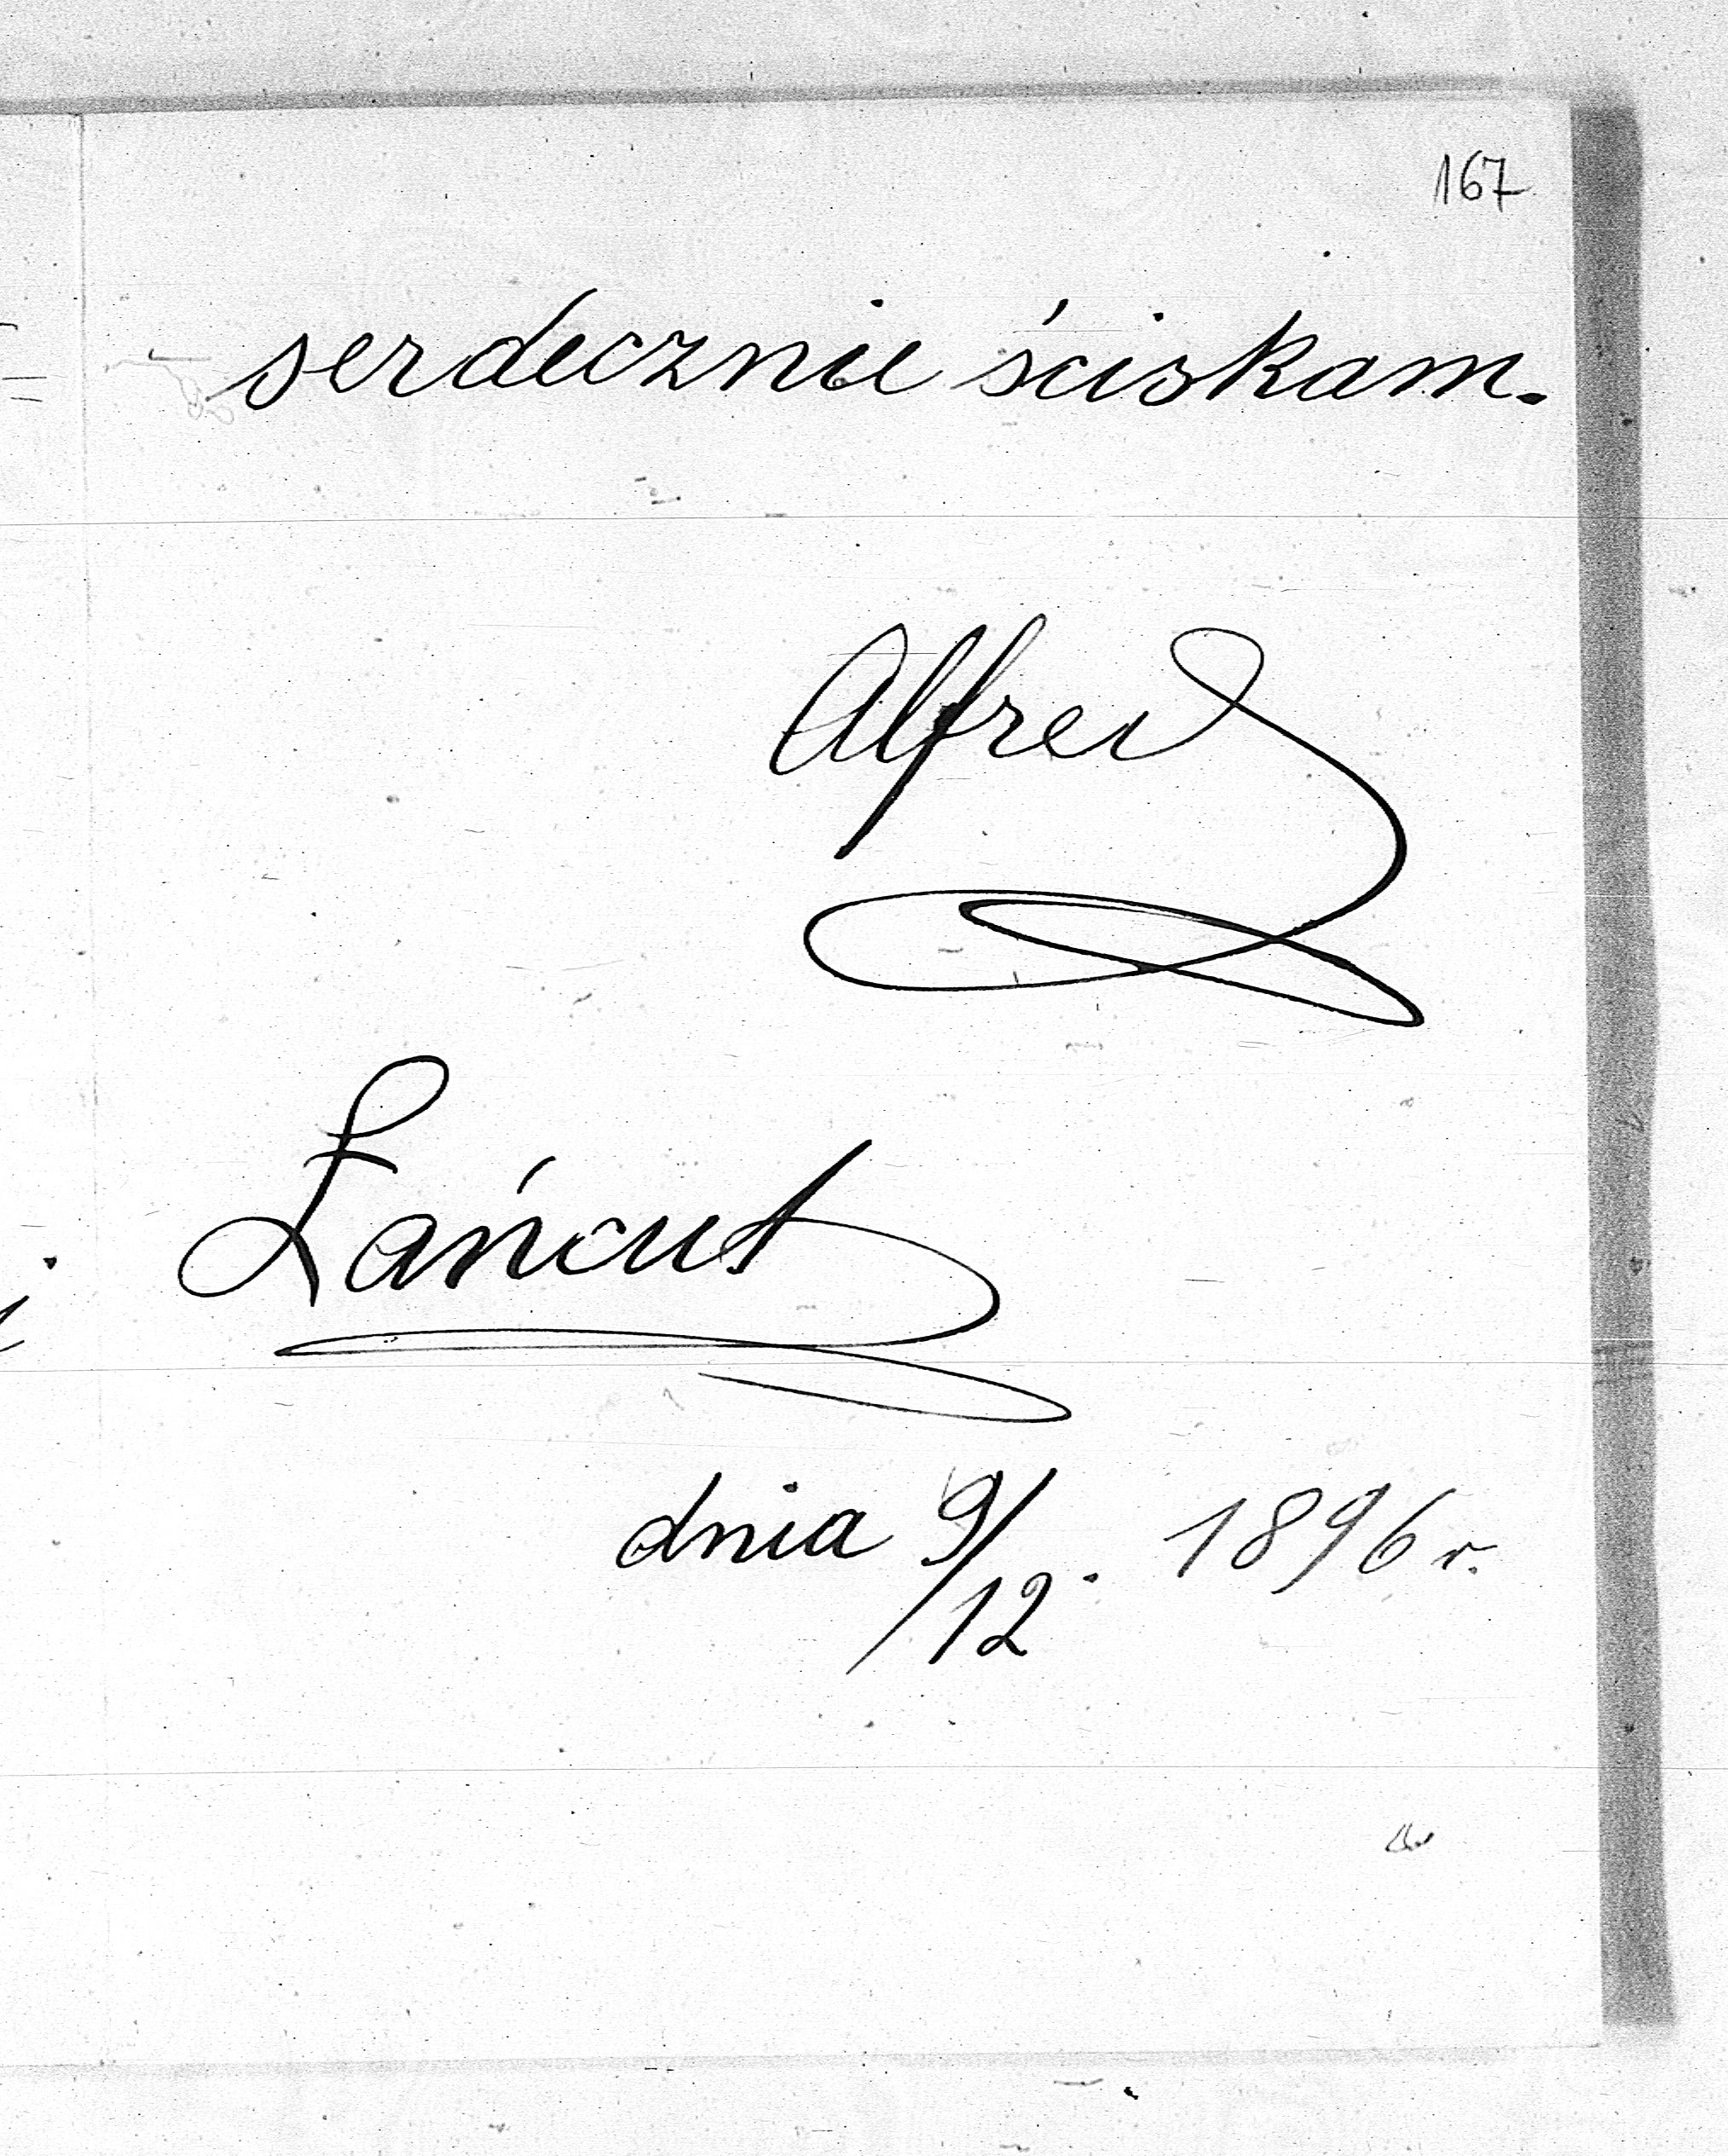 167
serdecznie ściskam.
Alfred
Łańcut
dnia 9/12. 1896 r.